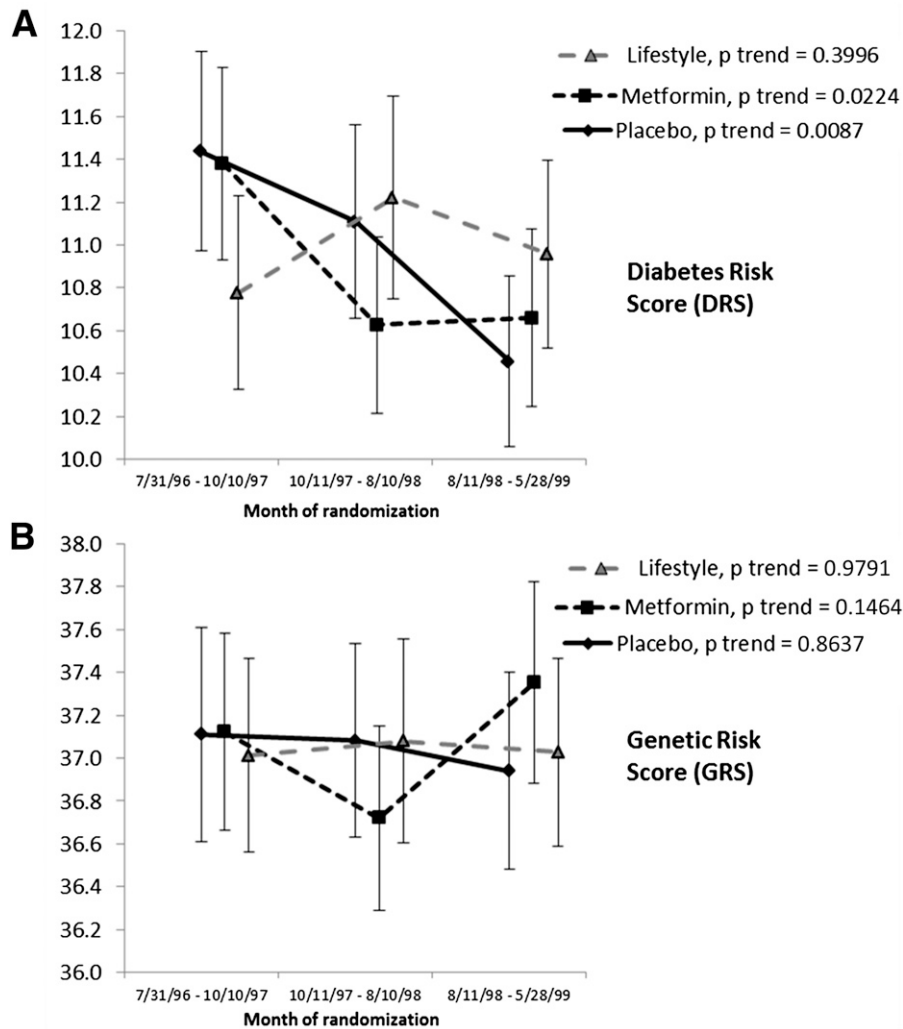 A
12.0
11.8
11.6
11.4
11.2
11.0
10.8
10.6
10.4
10.2
10.0
Lifestyle, p trend = 0.3996
Metformin, p trend = 0.0224
Placebo, p trend = 0.0087
Diabetes Risk
Score (DRS)
7/31/96 - 10/10/97 10/11/97 - 8/10/98 8/11/98 - 5/28/99
Month of randomization
B
38.0
37.8
37.6
37.4
37.2
37.0
36.8
36.6
36.4
36.2
36.0
Lifestyle, p trend = 0.9791
Metformin, p trend = 0.1464
Placebo, p trend = 0.8637
Genetic Risk
Score (GRS)
7/31/96 - 10/10/97 10/11/97 - 8/10/98 8/11/98 - 5/28/99
Month of randomization